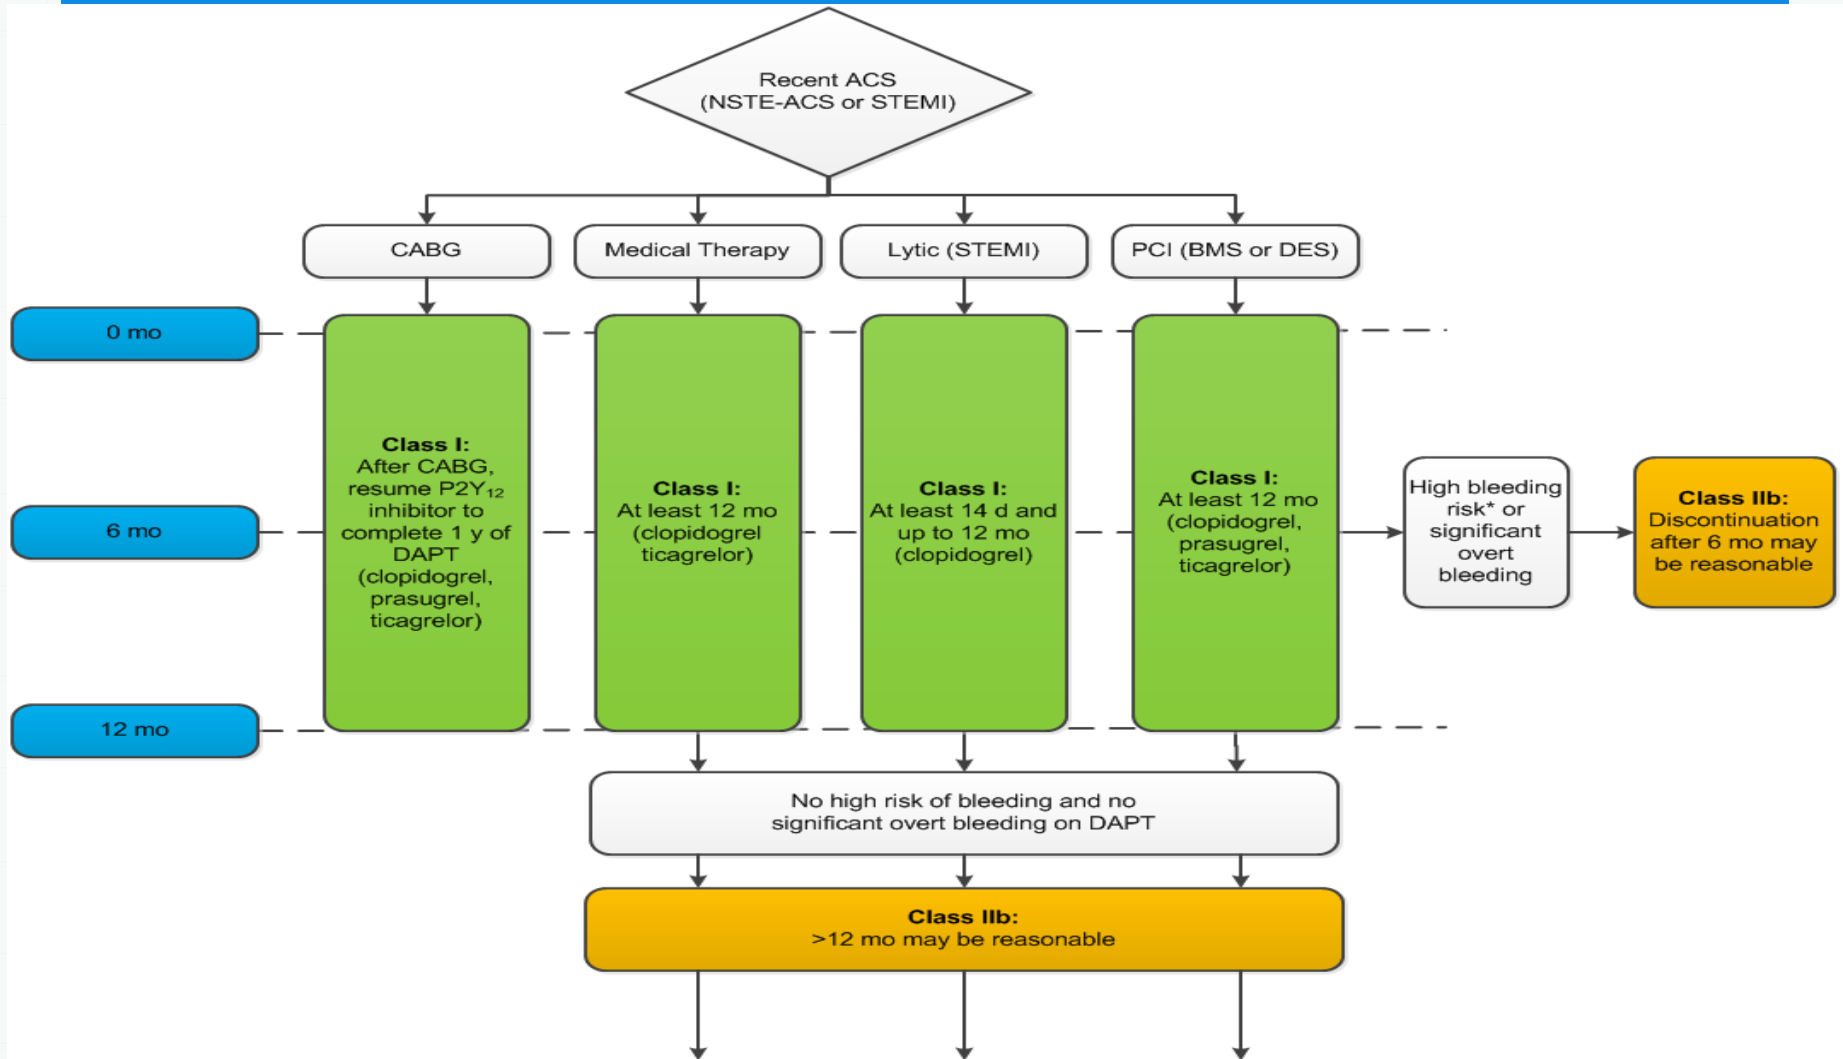 Recent ACS
(NSTE-ACS or STEMI)
CABG
Medical Therapy
Lytic (STEMI)
PCI (BMS or DES)
0 mo
6 mo
12 mo
Class I:
After CABG,
resume P2Y₁₂
inhibitor to
complete 1 y of
DAPT
(clopidogrel,
prasugrel,
ticagrelor)
Class I:
At least 12 mo
(clopidogrel
ticagrelor)
Class I:
At least 14 d and
up to 12 mo
(clopidogrel)
Class I:
At least 12 mo
(clopidogrel,
prasugrel,
ticagrelor)
High bleeding
risk* or
significant
overt
bleeding
Class IIb:
Discontinuation
after 6 mo may
be reasonable
No high risk of bleeding and no
significant overt bleeding on DAPT
Class IIb:
>12 mo may be reasonable